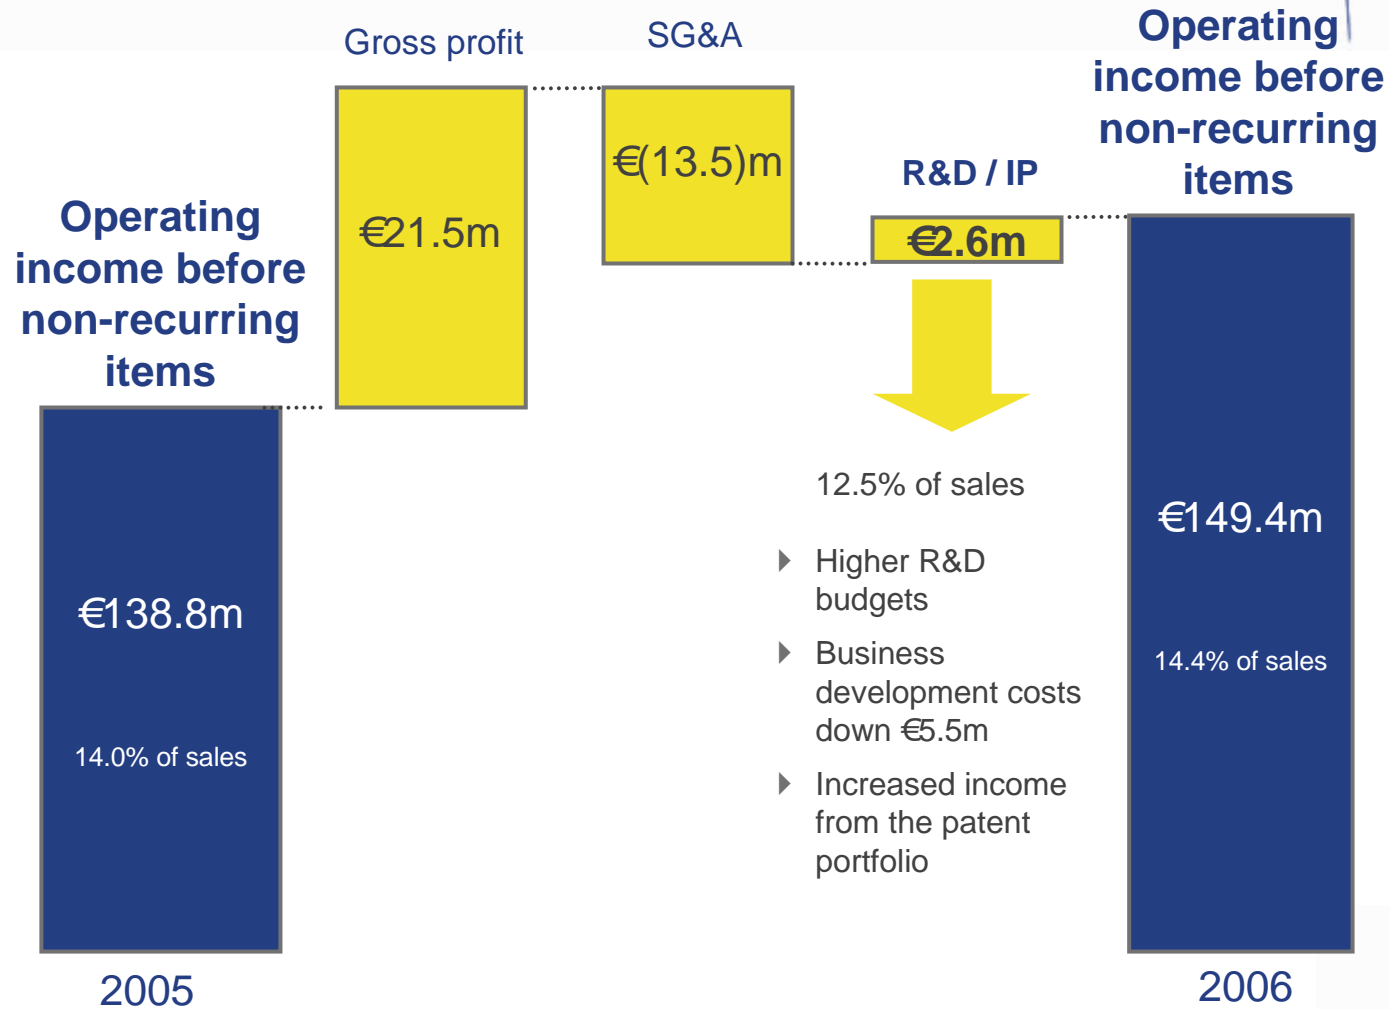 Operating
income before
non-recurring
items
€138.8m
14.0% of sales
2005
Gross profit
€21.5m
SG&A
€(13.5)m
R&D / IP
€2.6m
12.5% of sales
Higher R&D
budgets
Business
development costs
down €5.5m
Increased income
from the patent
portfolio
Operating
income before
non-recurring
items
€149.4m
14.4% of sales
2006